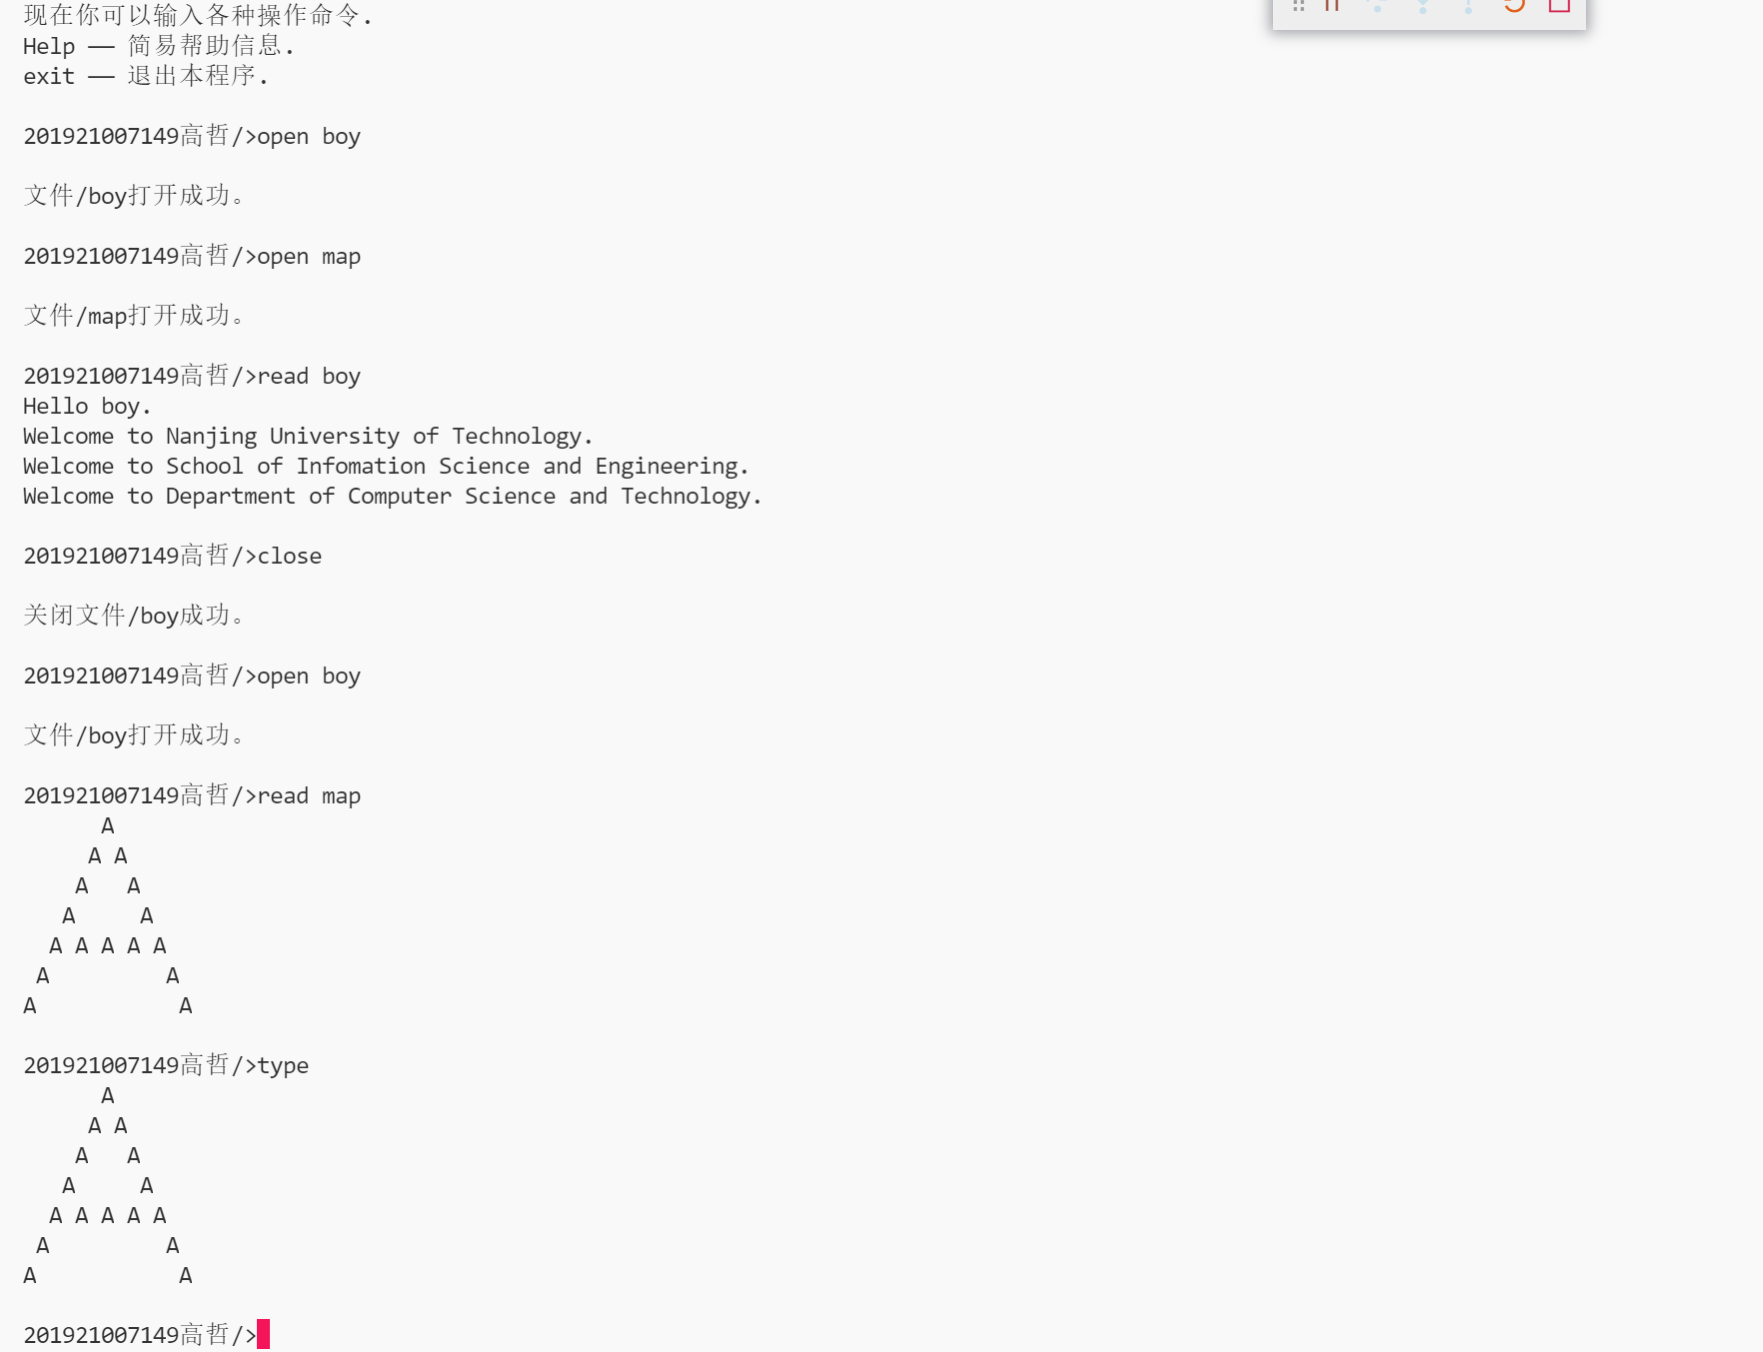 现在你可以输入各种操作命令.
Help —— 简易帮助信息.
exit —— 退出本程序.
201921007149高哲/>open boy
文件/boy打开成功。
201921007149高哲/>open map
文件/map打开成功。
201921007149高哲/>read boy
Hello boy.
Welcome to Nanjing University of Technology.
Welcome to School of Infomation Science and Engineering.
Welcome to Department of Computer Science and Technology.
201921007149高哲/>close
关闭文件/boy成功。
201921007149高哲/>open boy
文件/boy打开成功。
201921007149高哲/>read map
      A
     A A
    A   A
   A     A
  A A A A A
 A         A
A           A
201921007149高哲/>type
      A
     A A
    A   A
   A     A
  A A A A A
 A         A
A           A
201921007149高哲/>